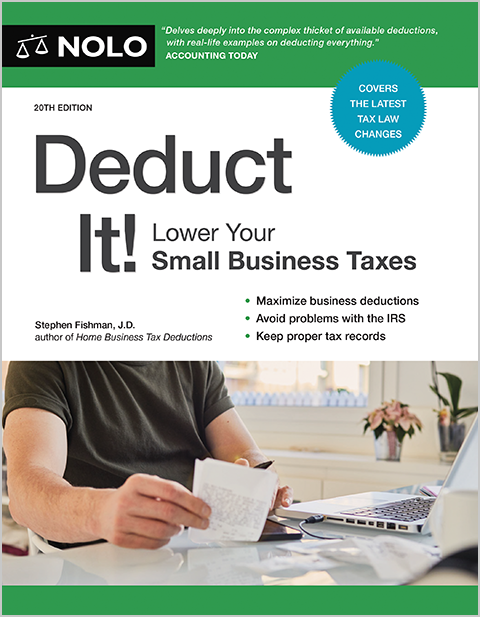 NOLO
“Delves deeply into the complex thicket of available deductions,
with real-life examples on deducting everything.”
ACCOUNTING TODAY
COVERS
THE LATEST
TAX LAW
CHANGES
20TH EDITION
Deduct
It! Lower Your
Small Business Taxes
• Maximize business deductions
• Avoid problems with the IRS
• Keep proper tax records
Stephen Fishman, J.D.
author of Home Business Tax Deductions